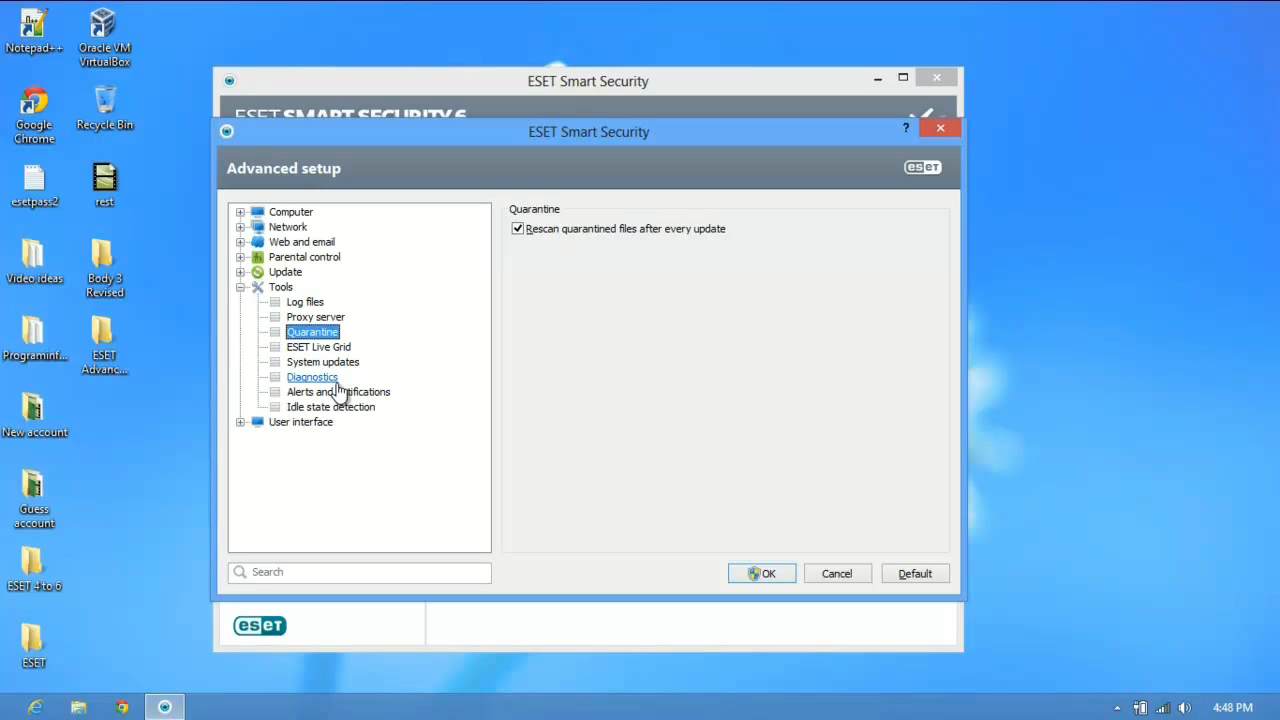 Notepad++
Oracle VM
VirtualBox
Google
Chrome
Recycle Bin
esetpass2
rest
Video ideas
Body 3
Revised
Programinf...
ESET
Advanc...
New account
Guess
account
ESET 4 to 6
ESET
ESET Smart Security
ESET SMART SECURITY 6
ESET Smart Security
?
Advanced setup
eset
Computer
Network
Web and email
Parental control
Update
Tools
Log files
Proxy server
Quarantine
ESET Live Grid
System updates
Diagnostics
Idle state detection
User interface
Search
Quarantine
Rescan quarantined files after every update
OK
Cancel
Default
eset
4:48 PM